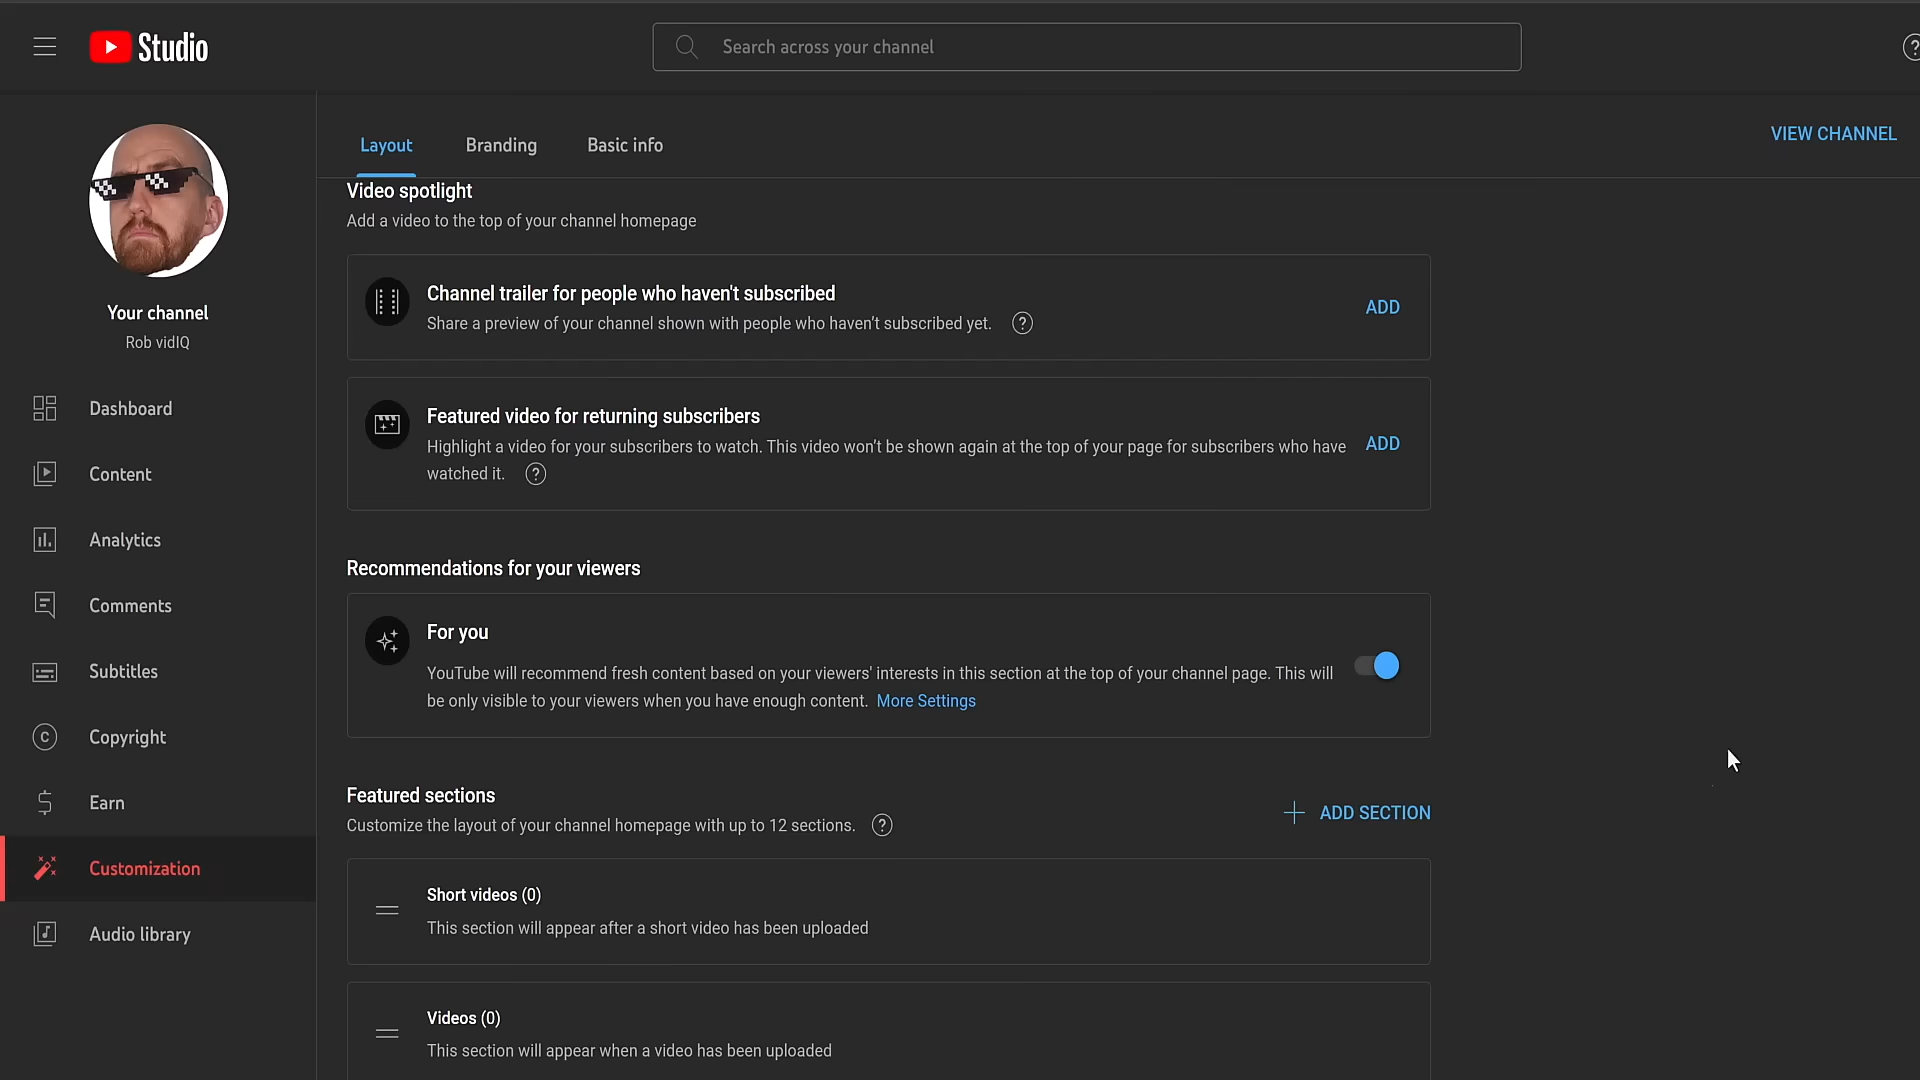 Studio
Search across your channel
?
Your channel
Rob vidIQ
Dashboard
Content
Analytics
Comments
Subtitles
Copyright
Earn
Customization
Audio library
Layout
Branding
Basic info
VIEW CHANNEL
Video spotlight
Add a video to the top of your channel homepage
Channel trailer for people who haven't subscribed
Share a preview of your channel shown with people who haven’t subscribed yet. ?
ADD
Featured video for returning subscribers
Highlight a video for your subscribers to watch. This video won’t be shown again at the top of your page for subscribers who have
watched it. ?
ADD
Recommendations for your viewers
For you
YouTube will recommend fresh content based on your viewers' interests in this section at the top of your channel page. This will
be only visible to your viewers when you have enough content. More Settings
Featured sections
Customize the layout of your channel homepage with up to 12 sections. ?
ADD SECTION
Short videos (0)
This section will appear after a short video has been uploaded
Videos (0)
This section will appear when a video has been uploaded